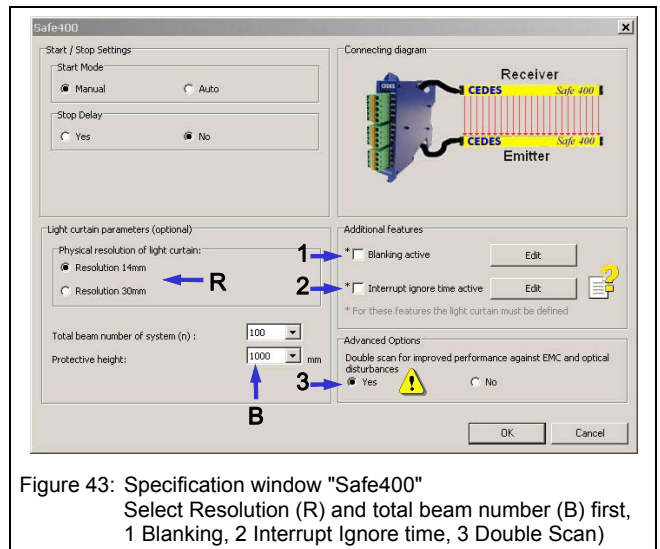 Safe400
Start / Stop Settings
Start Mode
Manual
Auto
Stop Delay
Yes
No
Connecting diagram
Receiver
CEDES Safe 400
CEDES Safe 400
Emitter
Light curtain parameters (optional)
Physical resolution of light curtain:
Resolution 14mm
Resolution 30mm
R
Total beam number of system (n) : 100
Protective height: 1000 mm
B
Additional features
1 * Blanking active Edit
2 * Interrupt ignore time active Edit
* For these features the light curtain must be defined
Advanced Options
Double scan for improved performance against EMC and optical
disturbances
3 Yes No
OK Cancel
Figure 43: Specification window "Safe400"
Select Resolution (R) and total beam number (B) first,
1 Blanking, 2 Interrupt Ignore time, 3 Double Scan)